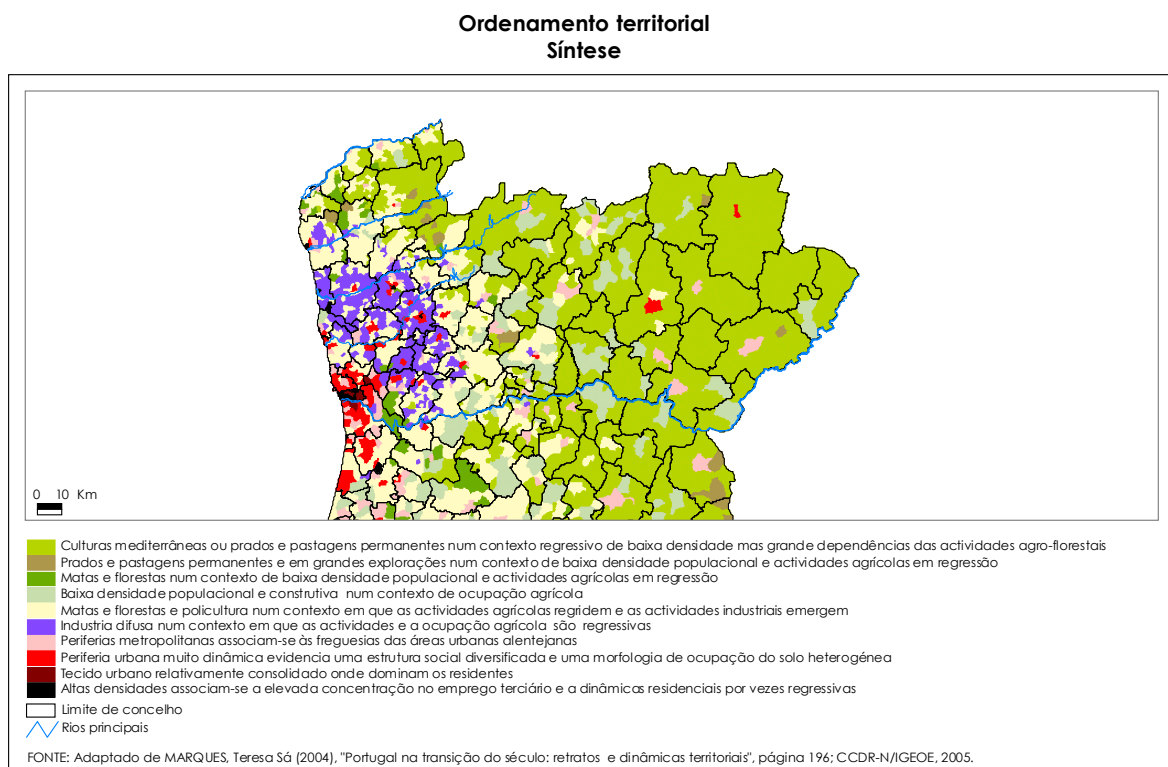 Ordenamento territorial
Síntese
0 10 Km
Culturas mediterrâneas ou prados e pastagens permanentes num contexto regressivo de baixa densidade mas grande dependências das actividades agro-florestais
Prados e pastagens permanentes e em grandes explorações num contexto de baixa densidade populacional e actividades agrícolas em regressão
Matas e florestas num contexto de baixa densidade populacional e actividades agrícolas em regressão
Baixa densidade populacional e construtiva num contexto de ocupação agrícola
Matas e florestas e policultura num contexto em que as actividades agrícolas regridem e as actividades industriais emergem
Industria difusa num contexto em que as actividades e a ocupação agrícola são regressivas
Periferias metropolitanas associam-se às freguesias das áreas urbanas alentejanas
Periferia urbana muito dinâmica evidencia uma estrutura social diversificada e uma morfologia de ocupação do solo heterogénea
Tecido urbano relativamente consolidado onde dominam os residentes
Altas densidades associam-se a elevada concentração no emprego terciário e a dinâmicas residenciais por vezes regressivas
Limite de concelho
Rios principais
FONTE: Adaptado de MARQUES, Teresa Sá (2004), "Portugal na transição do século: retratos e dinâmicas territoriais", página 196; CCDR-N/IGEOE, 2005.